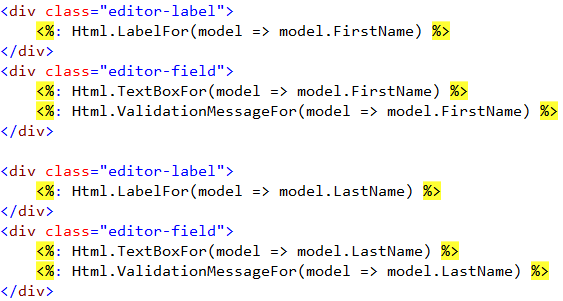 <div class="editor-label">
    <%: Html.LabelFor(model => model.FirstName) %>
</div>
<div class="editor-field">
    <%: Html.TextBoxFor(model => model.FirstName) %>
    <%: Html.ValidationMessageFor(model => model.FirstName) %>
</div>

<div class="editor-label">
    <%: Html.LabelFor(model => model.LastName) %>
</div>
<div class="editor-field">
    <%: Html.TextBoxFor(model => model.LastName) %>
    <%: Html.ValidationMessageFor(model => model.LastName) %>
</div>